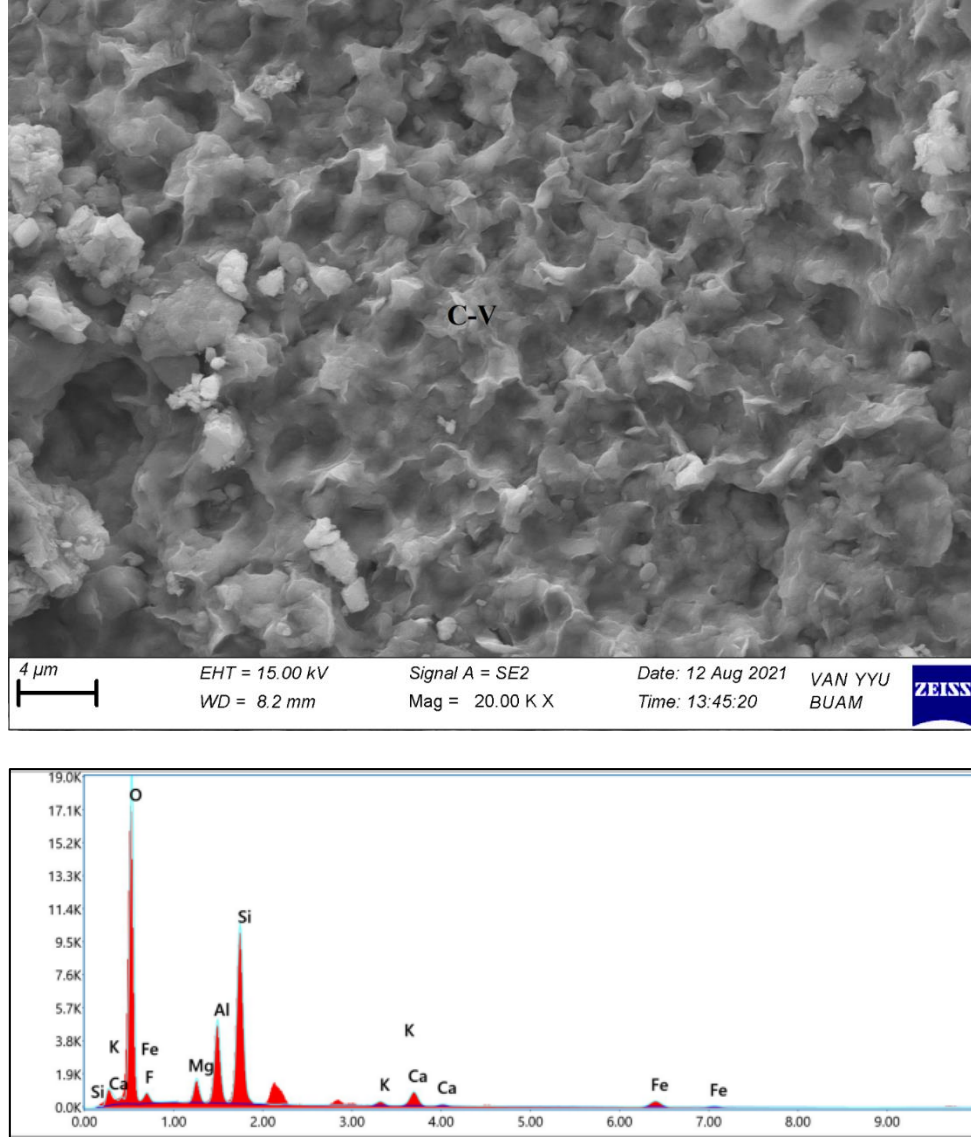 C-V
4 µm
EHT = 15.00 kV Signal A = SE2 Date: 12 Aug 2021 VAN YYU
WD = 8.2 mm Mag = 20.00 K X Time: 13:45:20 BUAM
ZEISS
19.0K
17.1K
15.2K
13.3K
11.4K
9.5K
7.6K
5.7K
3.8K
1.9K
0.0K
O
Si
Al
K
K Fe
Mg
Si Ca F
K Ca Ca
Fe Fe
0.00 1.00 2.00 3.00 4.00 5.00 6.00 7.00 8.00 9.00